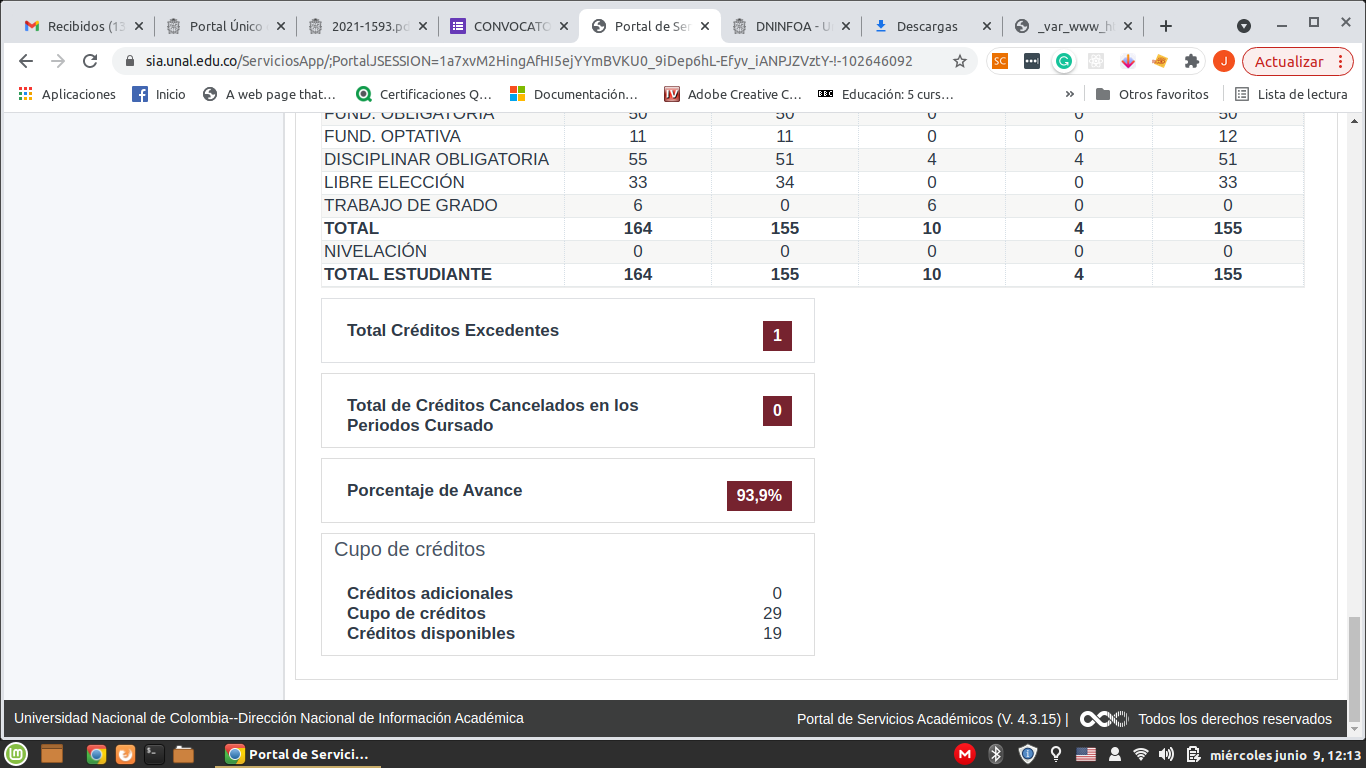 Recibidos (13
Portal Único
2021-1593.pd
CONVOCATO
Portal de Ser
DNINFOA - U
Descargas
_var_www_h
sia.unal.edu.co/ServiciosApp/;PortalJSESSION=1a7xvM2HingAfHI5ejYYmBVKU0_9iDep6hL-Efyv_iANPJZVztY-!-102646092
SC
J
Actualizar
Aplicaciones
Inicio
A web page that…
Certificaciones Q…
Documentación…
Adobe Creative C…
BBC Educación: 5 curs…
»
Otros favoritos
Lista de lectura
FUND. OBLIGATORIA 50 50 0 0 50
FUND. OPTATIVA 11 11 0 0 12
DISCIPLINAR OBLIGATORIA 55 51 4 4 51
LIBRE ELECCIÓN 33 34 0 0 33
TRABAJO DE GRADO 6 0 6 0 0
TOTAL 164 155 10 4 155
NIVELACIÓN 0 0 0 0 0
TOTAL ESTUDIANTE 164 155 10 4 155
Total Créditos Excedentes 1
Total de Créditos Cancelados en los 0
Periodos Cursado
Porcentaje de Avance 93,9%
Cupo de créditos
Créditos adicionales 0
Cupo de créditos 29
Créditos disponibles 19
Universidad Nacional de Colombia--Dirección Nacional de Información Académica
Portal de Servicios Académicos (V. 4.3.15) | Todos los derechos reservados
Portal de Servici…
M
miércoles junio 9, 12:13